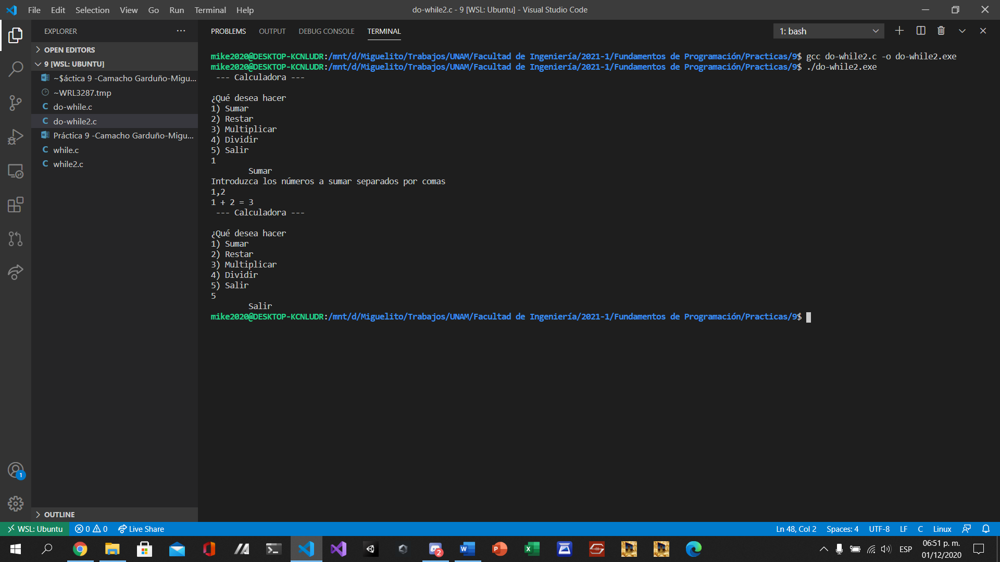 File Edit Selection View Go Run Terminal Help
do-while2.c - 9 [WSL: Ubuntu] - Visual Studio Code
EXPLORER
OPEN EDITORS
9 [WSL: UBUNTU]
~$áctica 9 -Camacho Garduño-Migu...
~WRL3287.tmp
C do-while.c
C do-while2.c
Práctica 9 -Camacho Garduño-Migu...
C while.c
C while2.c
OUTLINE
PROBLEMS OUTPUT DEBUG CONSOLE TERMINAL
1: bash
mike2020@DESKTOP-KCNLUDR:/mnt/d/Miguelito/Trabajos/UNAM/Facultad de Ingeniería/2021-1/Fundamentos de Programación/Practicas/9$ gcc do-while2.c -o do-while2.exe
mike2020@DESKTOP-KCNLUDR:/mnt/d/Miguelito/Trabajos/UNAM/Facultad de Ingeniería/2021-1/Fundamentos de Programación/Practicas/9$ ./do-while2.exe
--- Calculadora ---
¿Qué desea hacer
1) Sumar
2) Restar
3) Multiplicar
4) Dividir
5) Salir
1
Sumar
Introduzca los números a sumar separados por comas
1,2
1 + 2 = 3
--- Calculadora ---
¿Qué desea hacer
1) Sumar
2) Restar
3) Multiplicar
4) Dividir
5) Salir
5
Salir
mike2020@DESKTOP-KCNLUDR:/mnt/d/Miguelito/Trabajos/UNAM/Facultad de Ingeniería/2021-1/Fundamentos de Programación/Practicas/9$
1
WSL: Ubuntu 0 0 Live Share
Ln 48, Col 2 Spaces: 4 UTF-8 LF C Linux
2
ESP
06:51 p. m.
01/12/2020